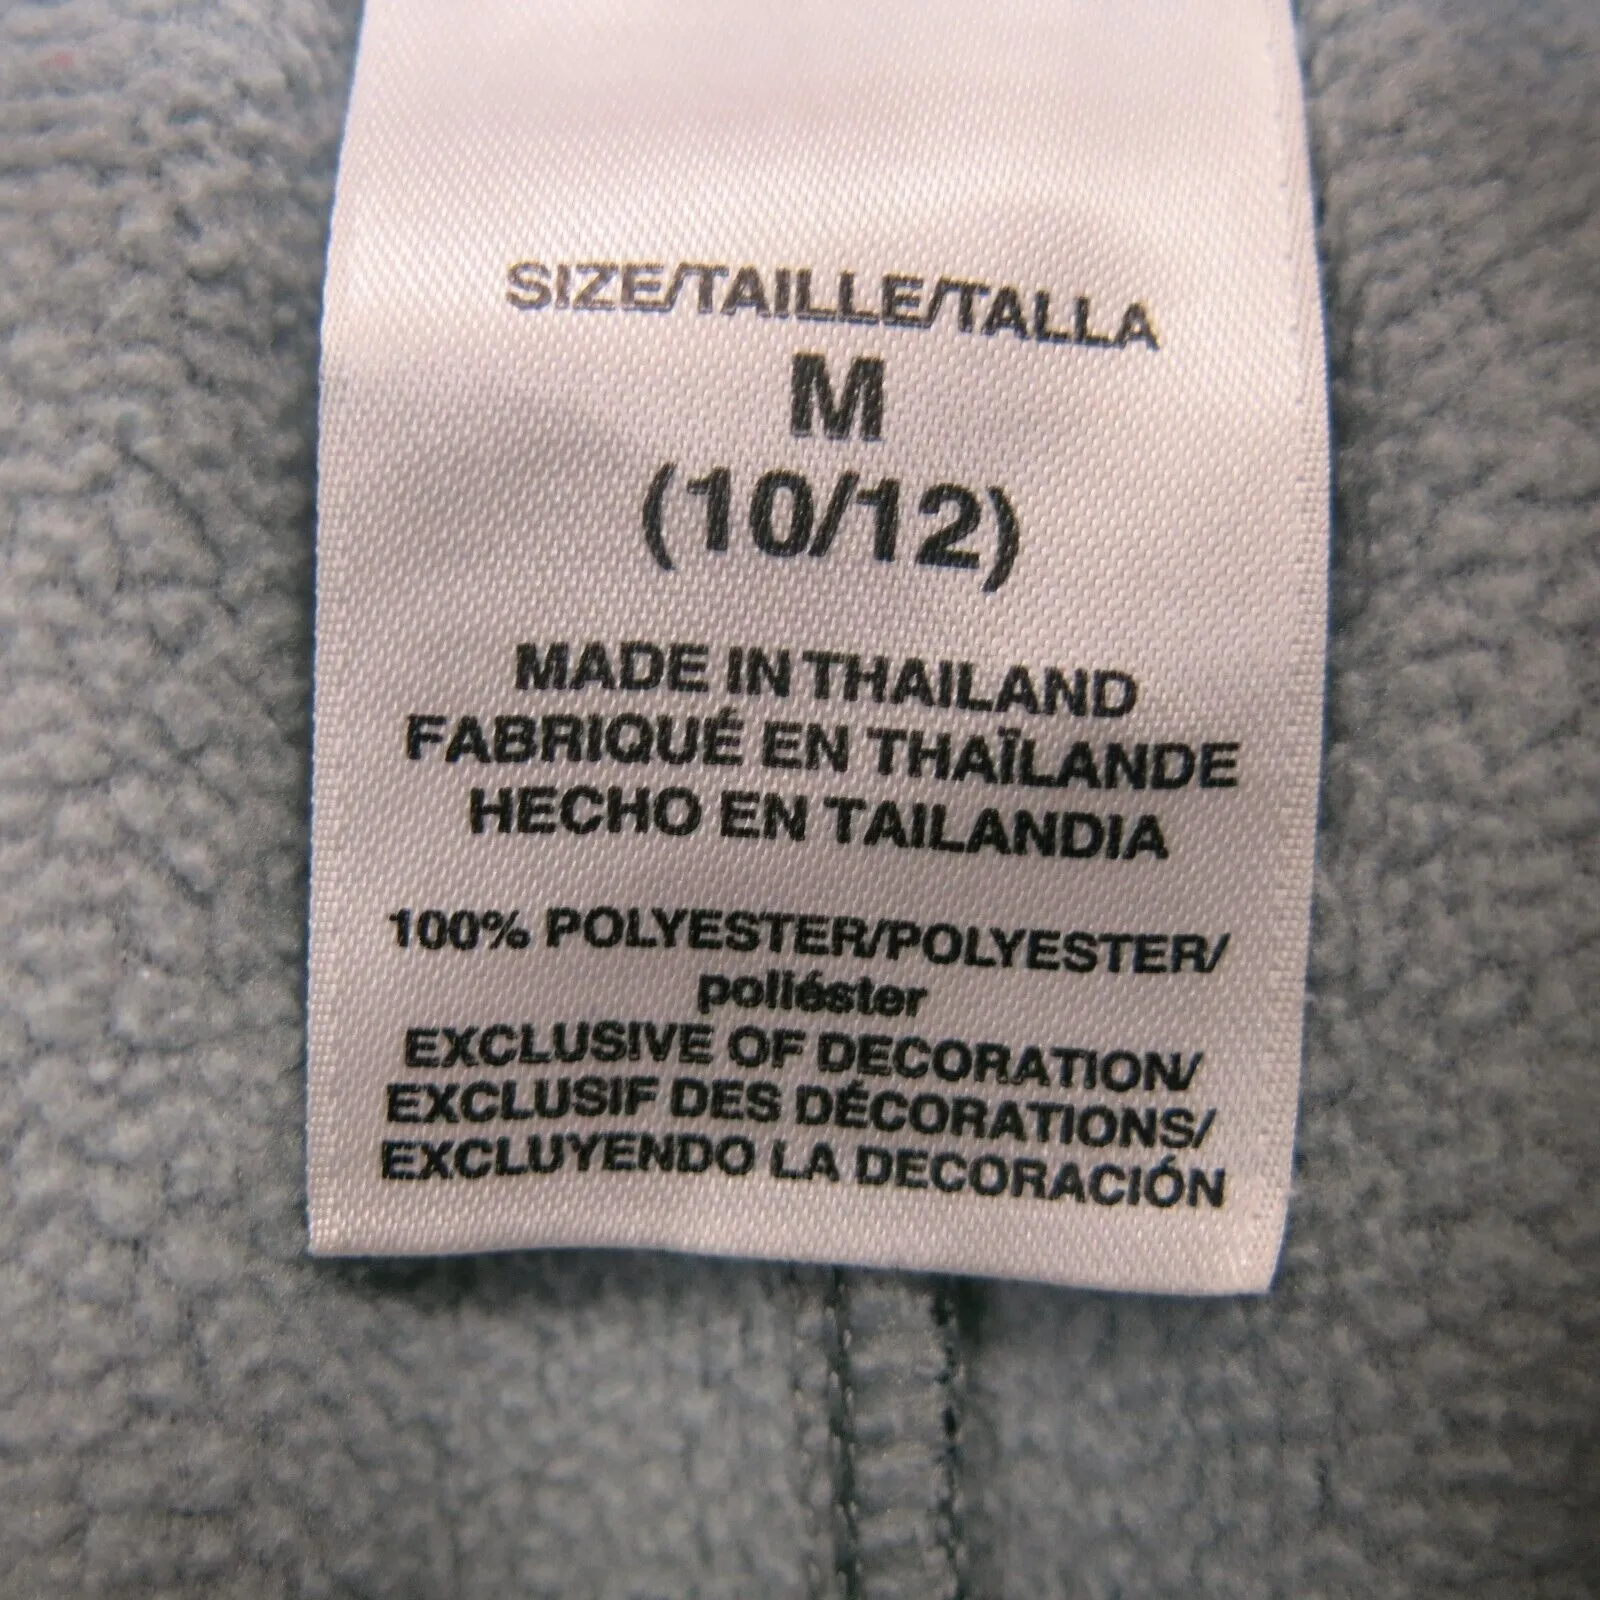 SIZE/TAILLE/TALLA
M
(10/12)
MADE IN THAILAND
FABRIQUÉ EN THAÏLANDE
HECHO EN TAILANDIA
100% POLYESTER/POLYESTER/
poliéster
EXCLUSIVE OF DECORATION/
EXCLUSIF DES DÉCORATIONS/
EXCLUYENDO LA DECORACIÓN